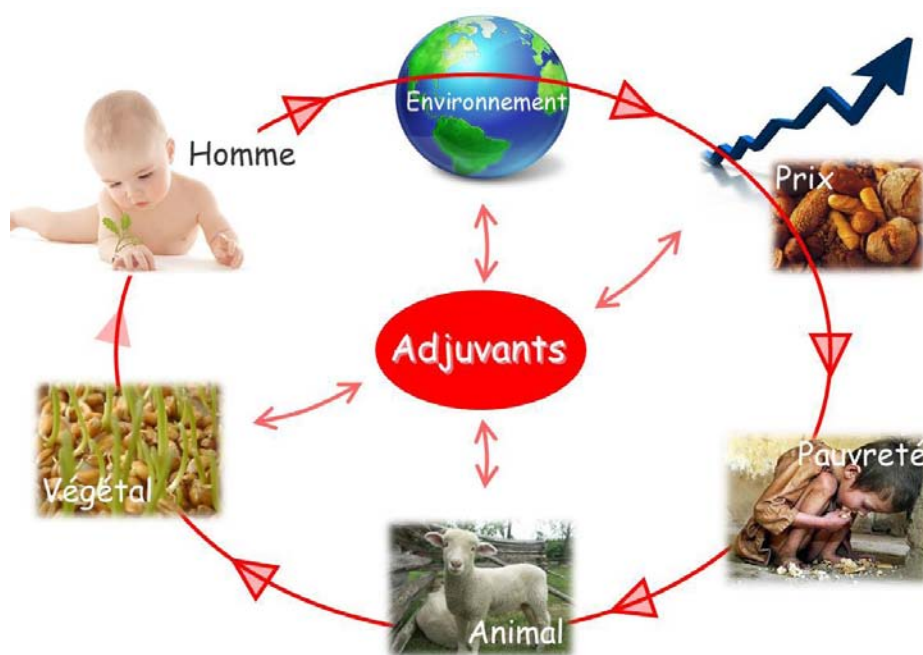 Environnement
Homme
Prix
Adjuvants
Pauvreté
Végétal
Animal